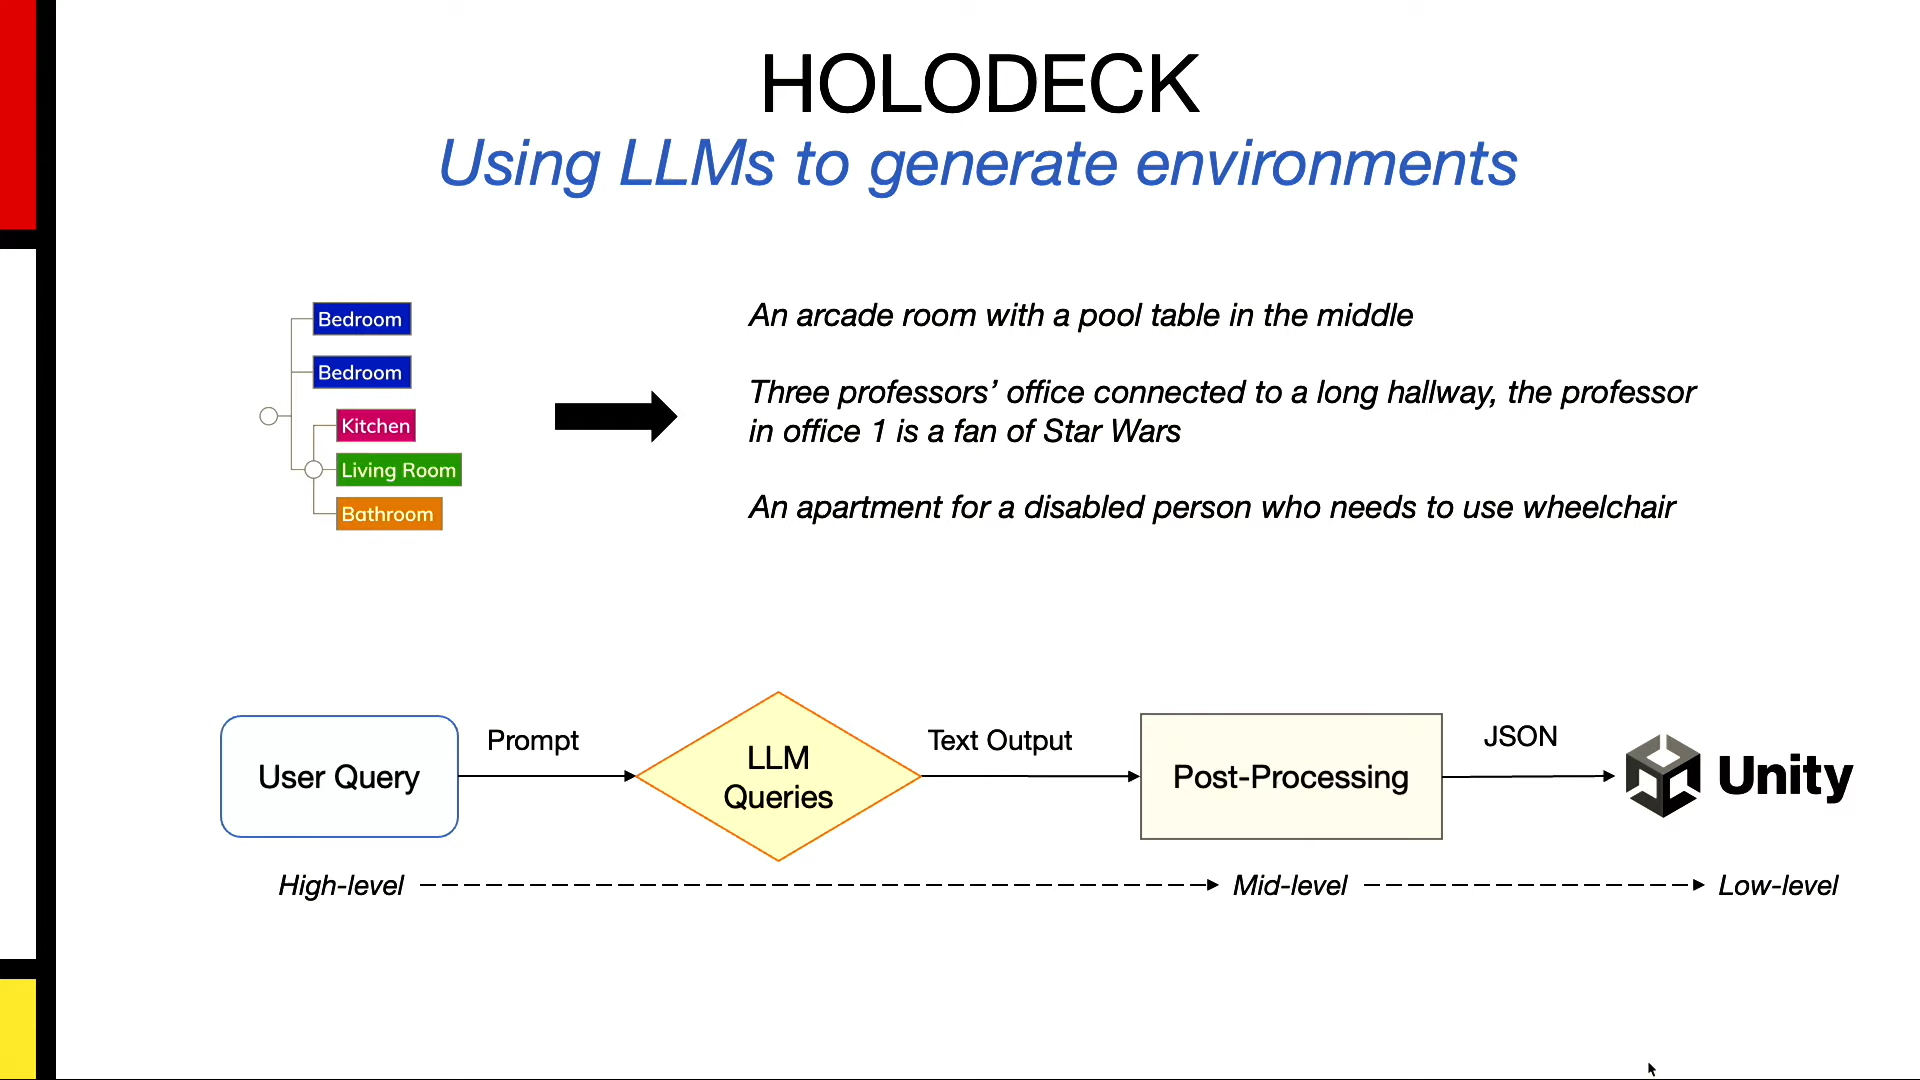 HOLODECK
Using LLMs to generate environments
Bedroom
Bedroom
Kitchen
Living Room
Bathroom
An arcade room with a pool table in the middle
Three professors’ office connected to a long hallway, the professor
in office 1 is a fan of Star Wars
An apartment for a disabled person who needs to use wheelchair
User Query
Prompt
LLM
Queries
Text Output
Post-Processing
JSON
Unity
High-level
Mid-level
Low-level